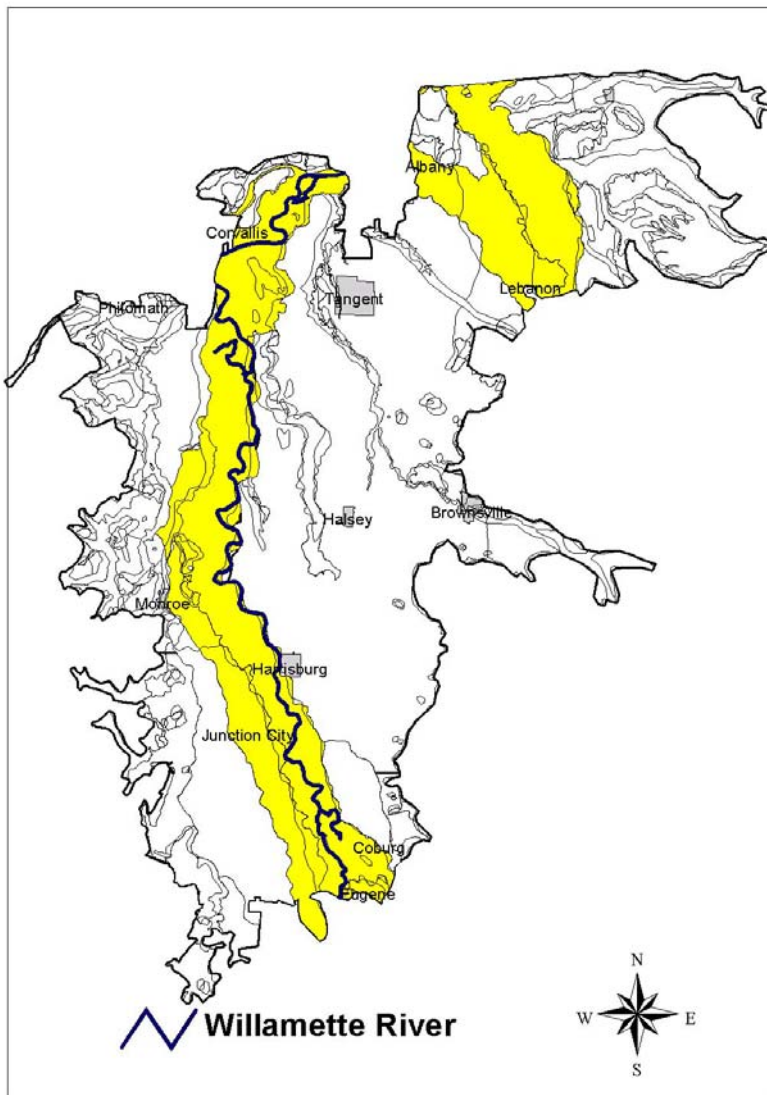 Albany
Corvallis
Lebanon
Tangent
Philomath
Brownsville
Halsey
Monroe
Harrisburg
Junction City
Coburg
Eugene
N
W
E
S
Willamette River